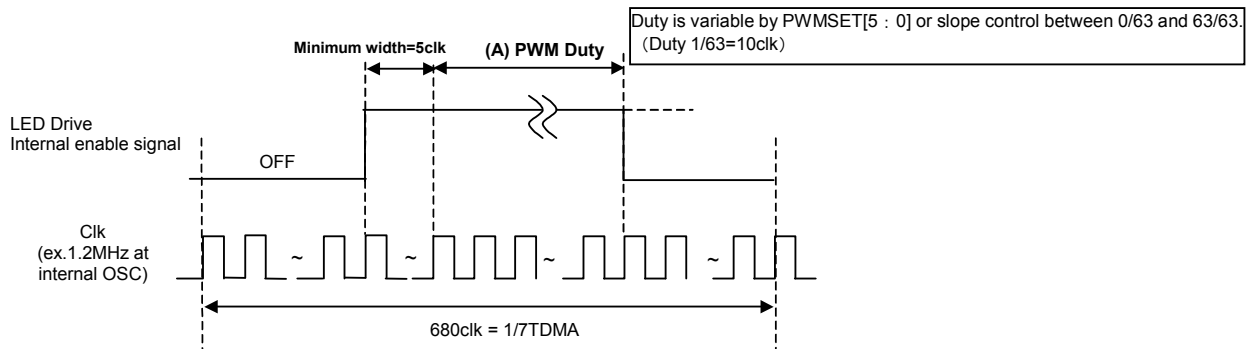 Duty is variable by PWMSET[5 : 0] or slope control between 0/63 and 63/63.
（Duty 1/63=10clk）
Minimum width=5clk
(A) PWM Duty
LED Drive
Internal enable signal
OFF
Clk
(ex.1.2MHz at
internal OSC)
~
~
~
~
680clk = 1/7TDMA